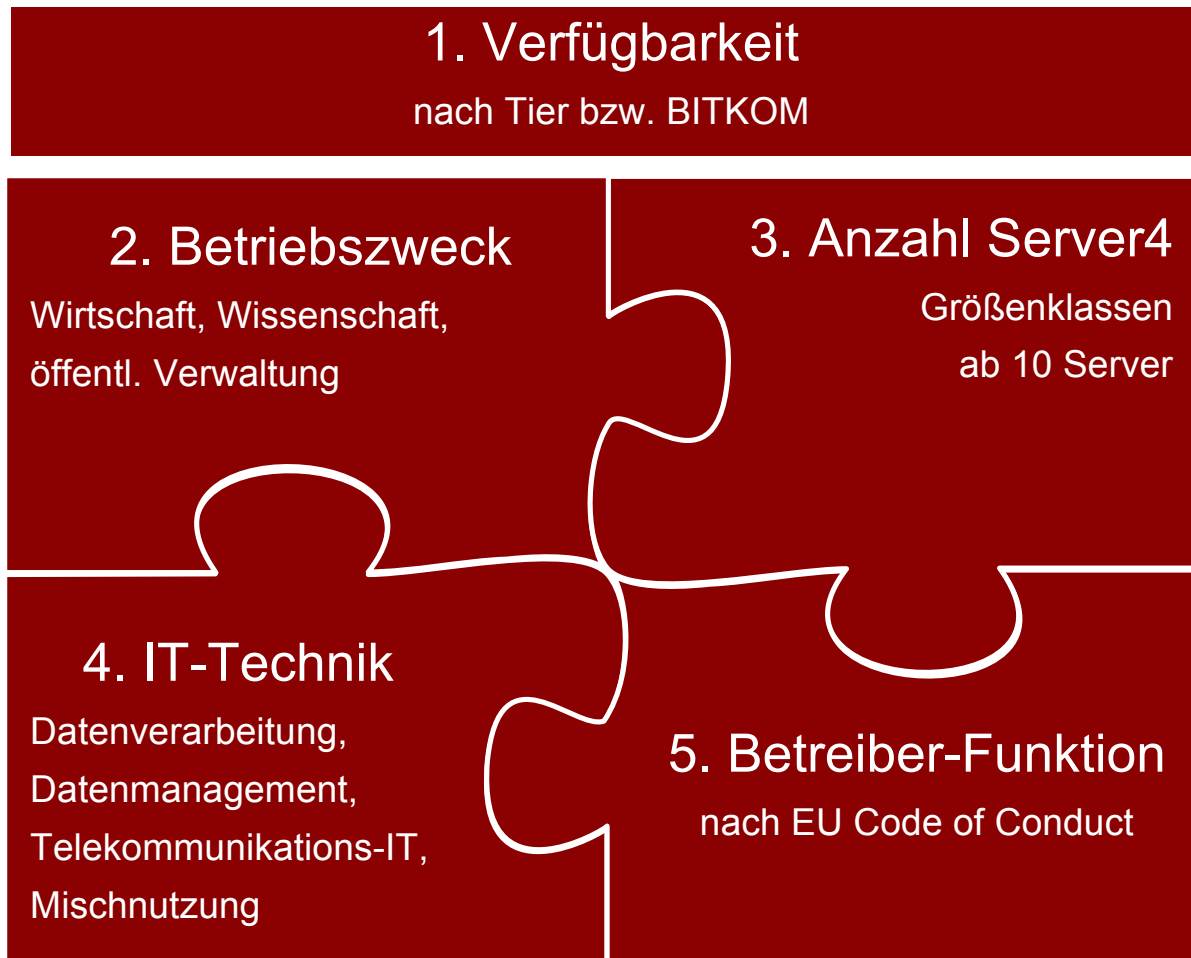 1. Verfügbarkeit
nach Tier bzw. BITKOM
2. Betriebszweck
Wirtschaft, Wissenschaft,
öffentl. Verwaltung
3. Anzahl Server4
Größenklassen
ab 10 Server
4. IT-Technik
Datenverarbeitung,
Datenmanagement,
Telekommunikations-IT,
Mischnutzung
5. Betreiber-Funktion
nach EU Code of Conduct